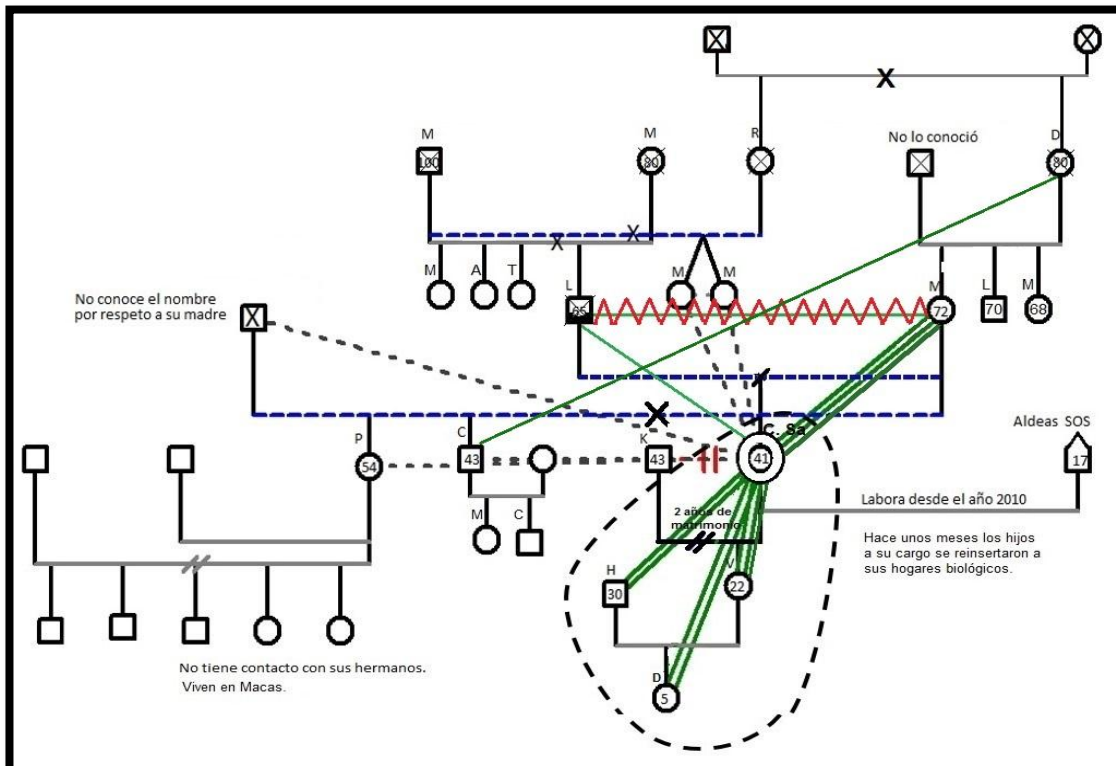 M
M
R
No lo conoció
D
100
80
80
M
A
T
L
M
M
M
L
M
No conoce el nombre
por respeto a su madre
65
72
70
68
C. Sa
Aldeas SOS
P
C
K
54
43
43
41
17
Labora desde el año 2010
M
C
2 años de
matrimonio
Hace unos meses los hijos
a su cargo se reinsertaron a
sus hogares biológicos.
H
V
30
22
No tiene contacto con sus hermanos.
Viven en Macas.
D
5